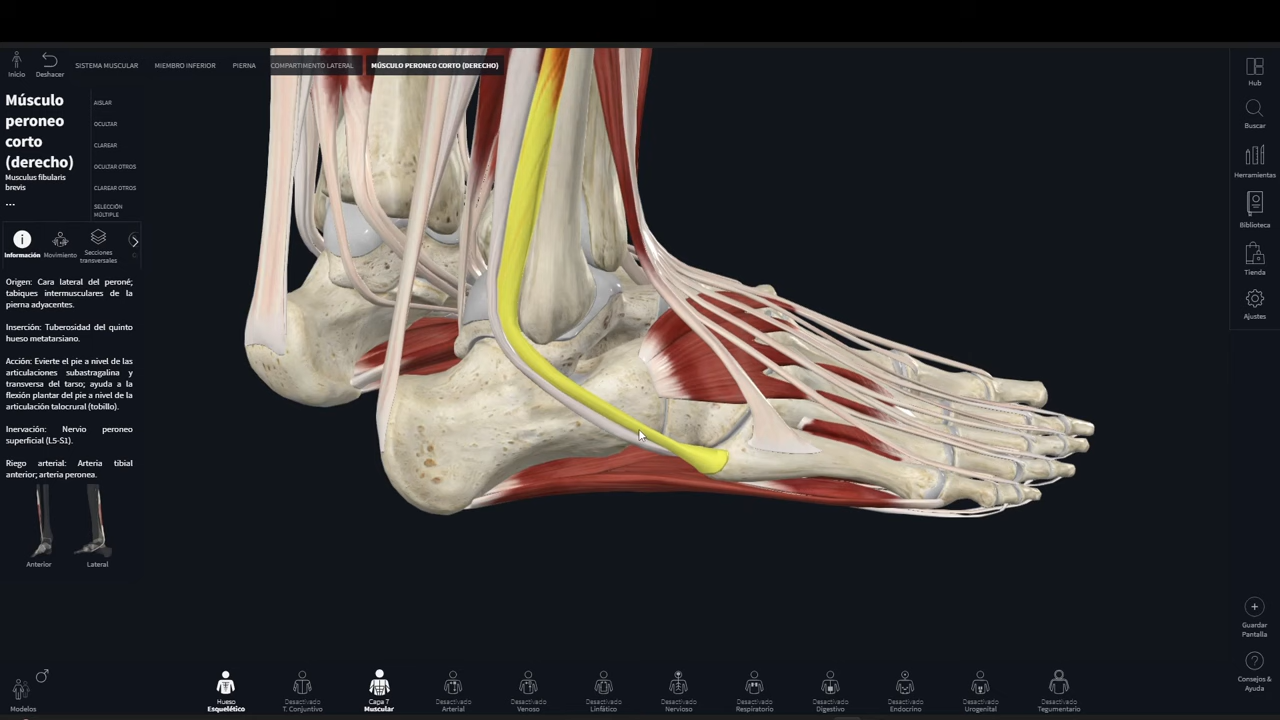 Inicio
Deshacer
SISTEMA MUSCULAR
MIEMBRO INFERIOR
PIERNA
COMPARTIMENTO LATERAL
MÚSCULO PERONEO CORTO (DERECHO)
Músculo
peroneo
corto
(derecho)
Musculus fibularis
brevis
...
AISLAR
OCULTAR
CLAREAR
OCULTAR OTROS
CLAREAR OTROS
SELECCIÓN
MÚLTIPLE
Información
Movimiento
Secciones
transversales
Origen: Cara lateral del peroné;
tabiques intermusculares de la
pierna adyacentes.
Inserción: Tuberosidad del quinto
hueso metatarsiano.
Acción: Evierte el pie a nivel de las
articulaciones subastragalina y
transversa del tarso; ayuda a la
flexión plantar del pie a nivel de la
articulación talocrural (tobillo).
Inervación: Nervio peroneo
superficial (L5-S1).
Riego arterial: Arteria tibial
anterior; arteria peronea.
Anterior
Lateral
Hub
Buscar
Herramientas
Biblioteca
Tienda
Ajustes
Guardar
Pantalla
Consejos &
Ayuda
Modelos
Hueso
Esquelético
Desactivado
T. Conjuntivo
Capa 7
Muscular
Desactivado
Arterial
Desactivado
Venoso
Desactivado
Linfático
Desactivado
Nervioso
Desactivado
Respiratorio
Desactivado
Digestivo
Desactivado
Endocrino
Desactivado
Urogenital
Desactivado
Tegumentario